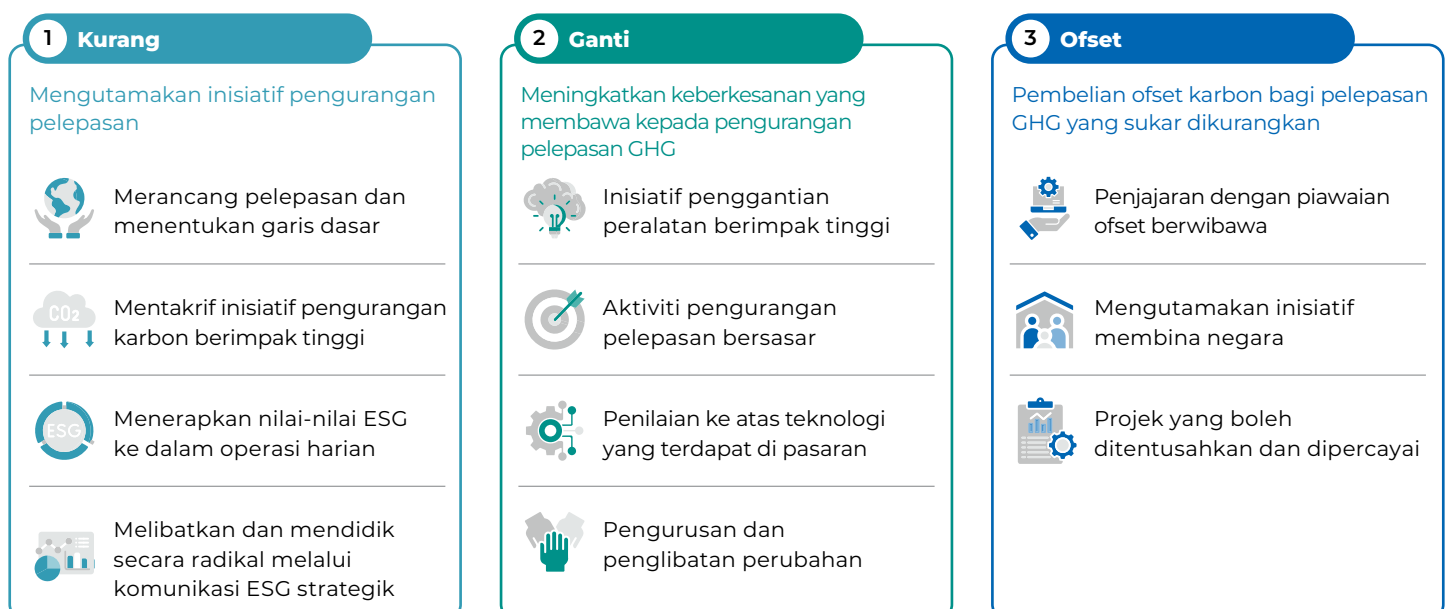 1 Kurang
Mengutamakan inisiatif pengurangan
pelepasan
Merancang pelepasan dan
menentukan garis dasar
CO2
Mentakrif inisiatif pengurangan
karbon berimpak tinggi
ESG
Menerapkan nilai-nilai ESG
ke dalam operasi harian
Melibatkan dan mendidik
secara radikal melalui
komunikasi ESG strategik
2 Ganti
Meningkatkan keberkesanan yang
membawa kepada pengurangan
pelepasan GHG
Inisiatif penggantian
peralatan berimpak tinggi
Aktiviti pengurangan
pelepasan bersasar
Penilaian ke atas teknologi
yang terdapat di pasaran
Pengurusan dan
penglibatan perubahan
3 Ofset
Pembelian ofset karbon bagi pelepasan
GHG yang sukar dikurangkan
Penjajaran dengan piawaian
ofset berwibawa
Mengutamakan inisiatif
membina negara
Projek yang boleh
ditentusahkan dan dipercayai